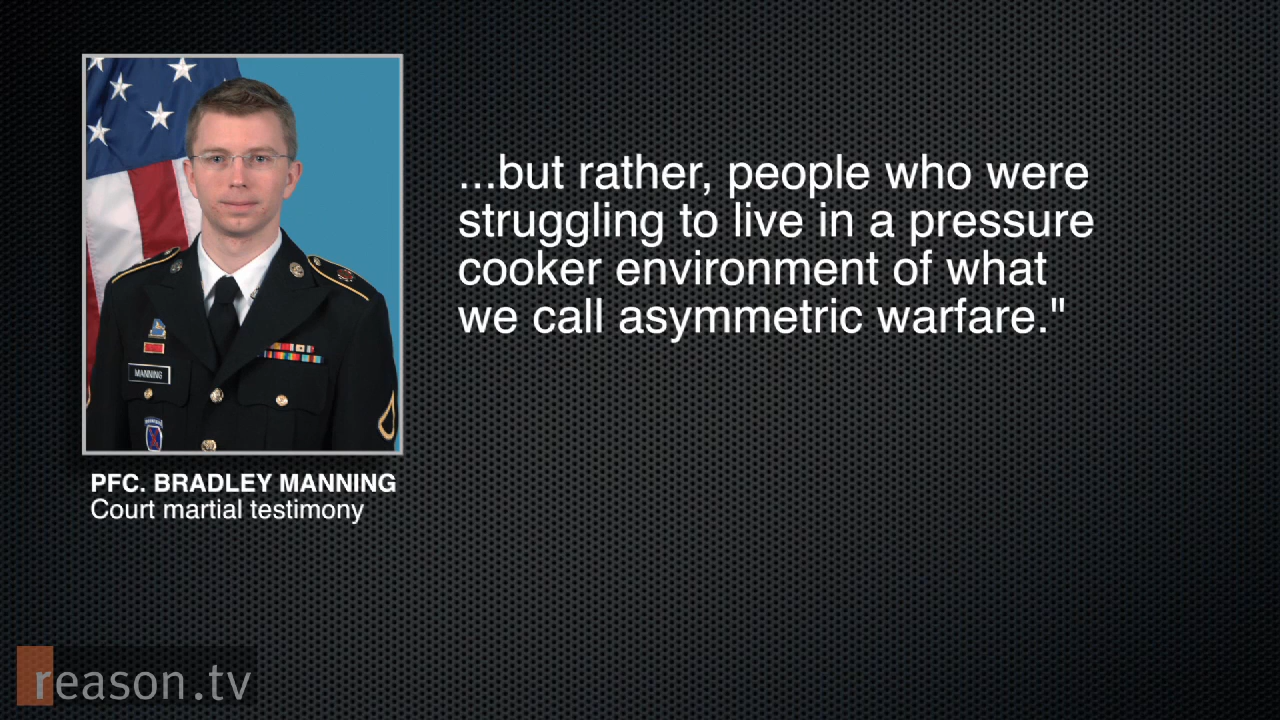 ...but rather, people who were
struggling to live in a pressure
cooker environment of what
we call asymmetric warfare."
MANNING
PFC. BRADLEY MANNING
Court martial testimony
reason.tv